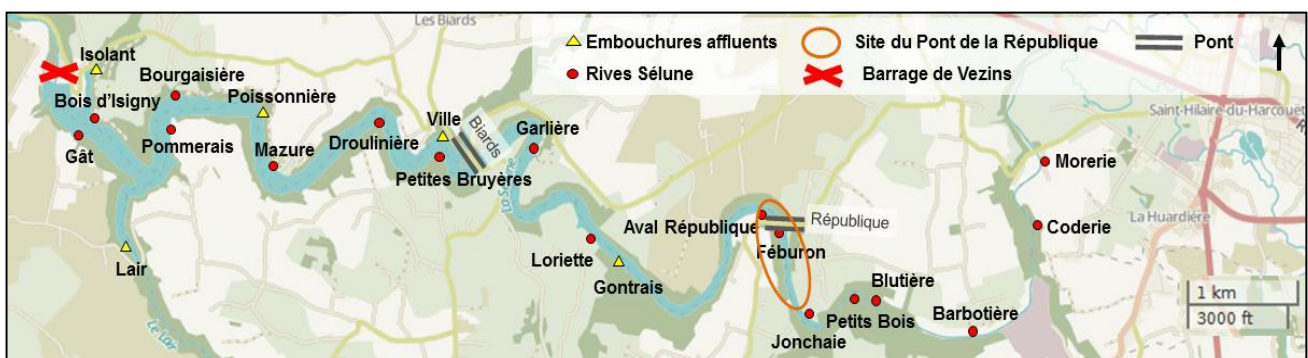 Les Biards
Embouchures affluents
Site du Pont de la République
Pont
Rives Sélune
Barrage de Vezins
Isolant
Bourgaisière
Bois d'Isigny
Poissonnière
Gât
Pommerais
Mazure
Droulinière
Ville
Biards
Garlière
Petites Bruyères
Saint-Hilaire-du-Harcouët
Morerie
Aval République
République
Coderie
La Huardière
Lair
Loriette
Gontrais
Féburon
Blutière
Petits Bois
Barbotière
Jonchaie
Le Lair
1 km
3000 ft